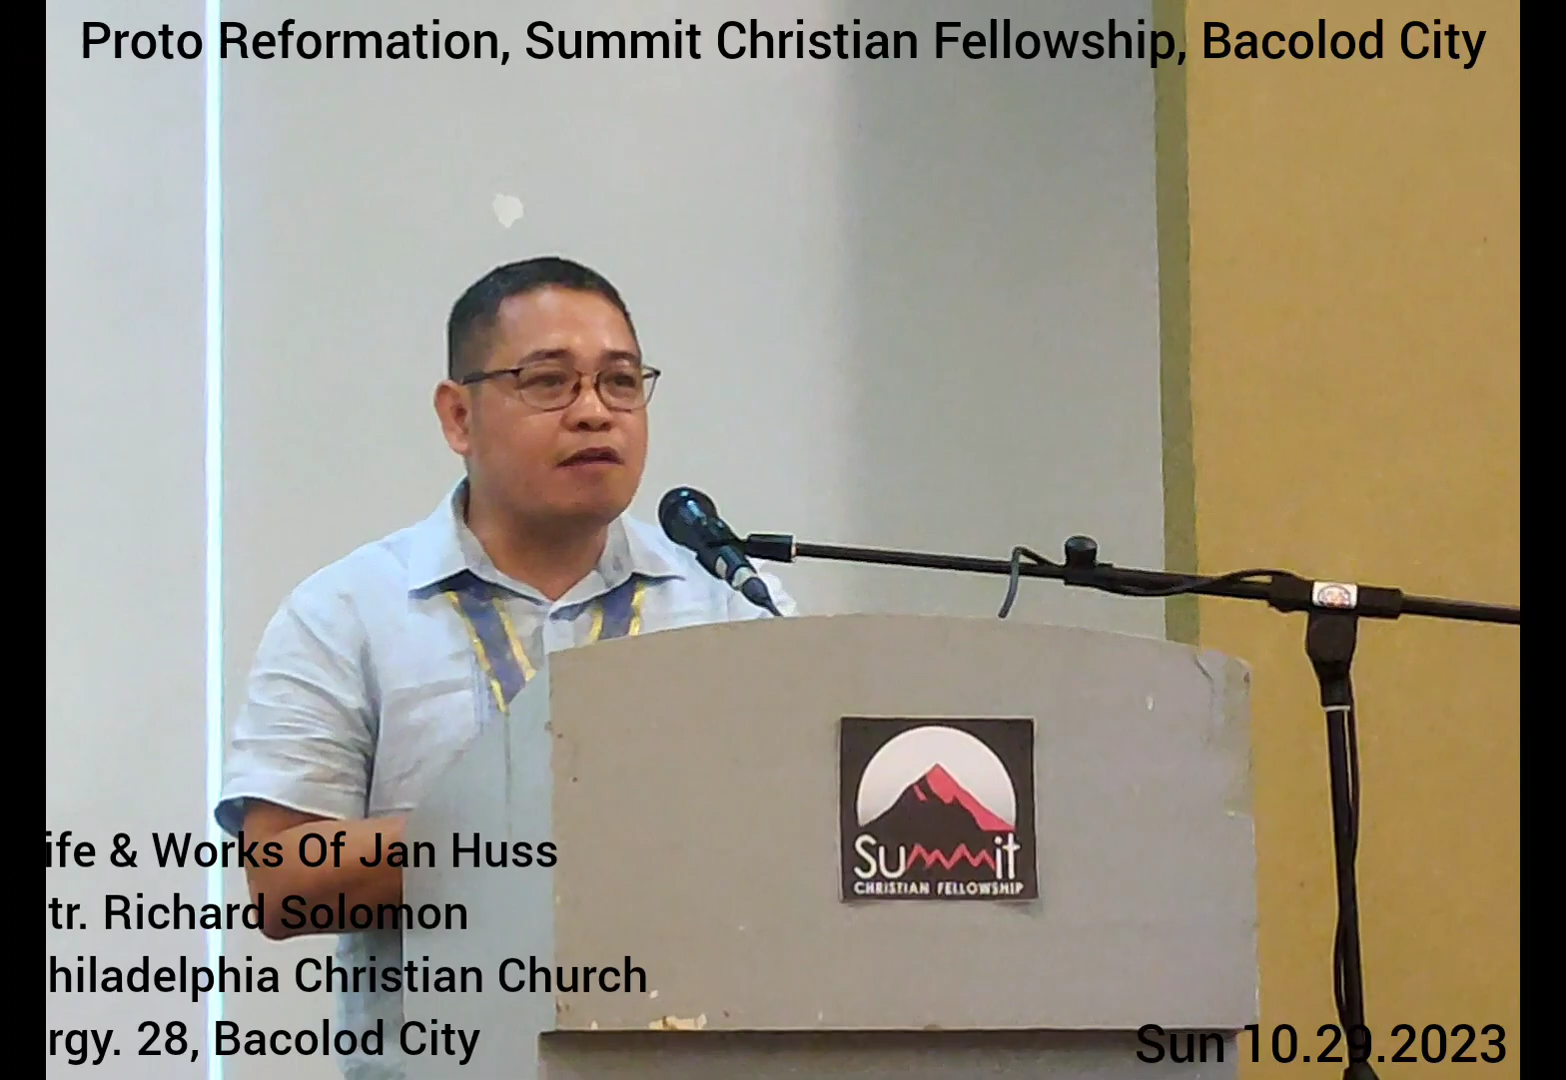 Proto Reformation, Summit Christian Fellowship, Bacolod City
Summit
CHRISTIAN FELLOWSHIP
ife & Works Of Jan Huss
tr. Richard Solomon
hiladelphia Christian Church
rgy. 28, Bacolod City
Sun 10.29.2023